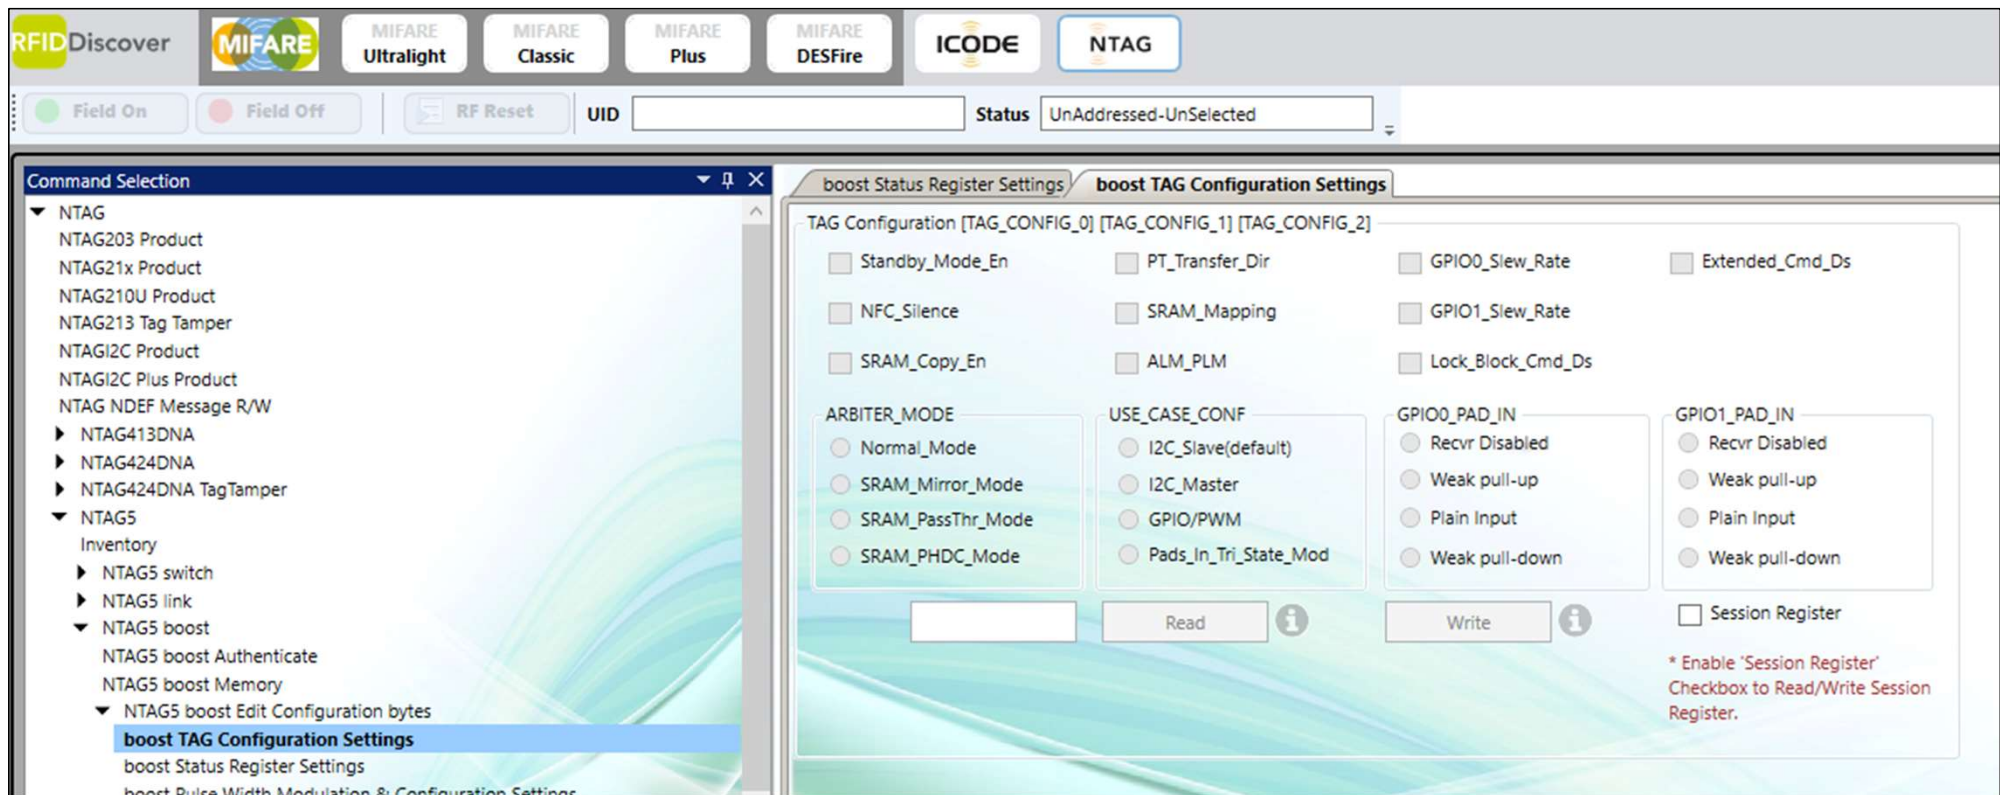 RFIDDiscover
MIFARE
MIFARE
Ultralight
MIFARE
Classic
MIFARE
Plus
MIFARE
DESFire
ICODE
NTAG
Field On
Field Off
RF Reset
UID
Status
UnAddressed-UnSelected
Command Selection
NTAG
NTAG203 Product
NTAG21x Product
NTAG210U Product
NTAG213 Tag Tamper
NTAGI2C Product
NTAGI2C Plus Product
NTAG NDEF Message R/W
NTAG413DNA
NTAG424DNA
NTAG424DNA TagTamper
NTAG5
Inventory
NTAG5 switch
NTAG5 link
NTAG5 boost
NTAG5 boost Authenticate
NTAG5 boost Memory
NTAG5 boost Edit Configuration bytes
boost TAG Configuration Settings
boost Status Register Settings
boost Pulse Width Modulation & Configuration Settings
boost Status Register Settings
boost TAG Configuration Settings
TAG Configuration [TAG_CONFIG_0] [TAG_CONFIG_1] [TAG_CONFIG_2]
Standby_Mode_En
PT_Transfer_Dir
GPIO0_Slew_Rate
Extended_Cmd_Ds
NFC_Silence
SRAM_Mapping
GPIO1_Slew_Rate
SRAM_Copy_En
ALM_PLM
Lock_Block_Cmd_Ds
ARBITER_MODE
Normal_Mode
SRAM_Mirror_Mode
SRAM_PassThr_Mode
SRAM_PHDC_Mode
USE_CASE_CONF
I2C_Slave(default)
I2C_Master
GPIO/PWM
Pads_In_Tri_State_Mod
GPIO0_PAD_IN
Recvr Disabled
Weak pull-up
Plain Input
Weak pull-down
GPIO1_PAD_IN
Recvr Disabled
Weak pull-up
Plain Input
Weak pull-down
Read
Write
Session Register
* Enable 'Session Register'
Checkbox to Read/Write Session
Register.